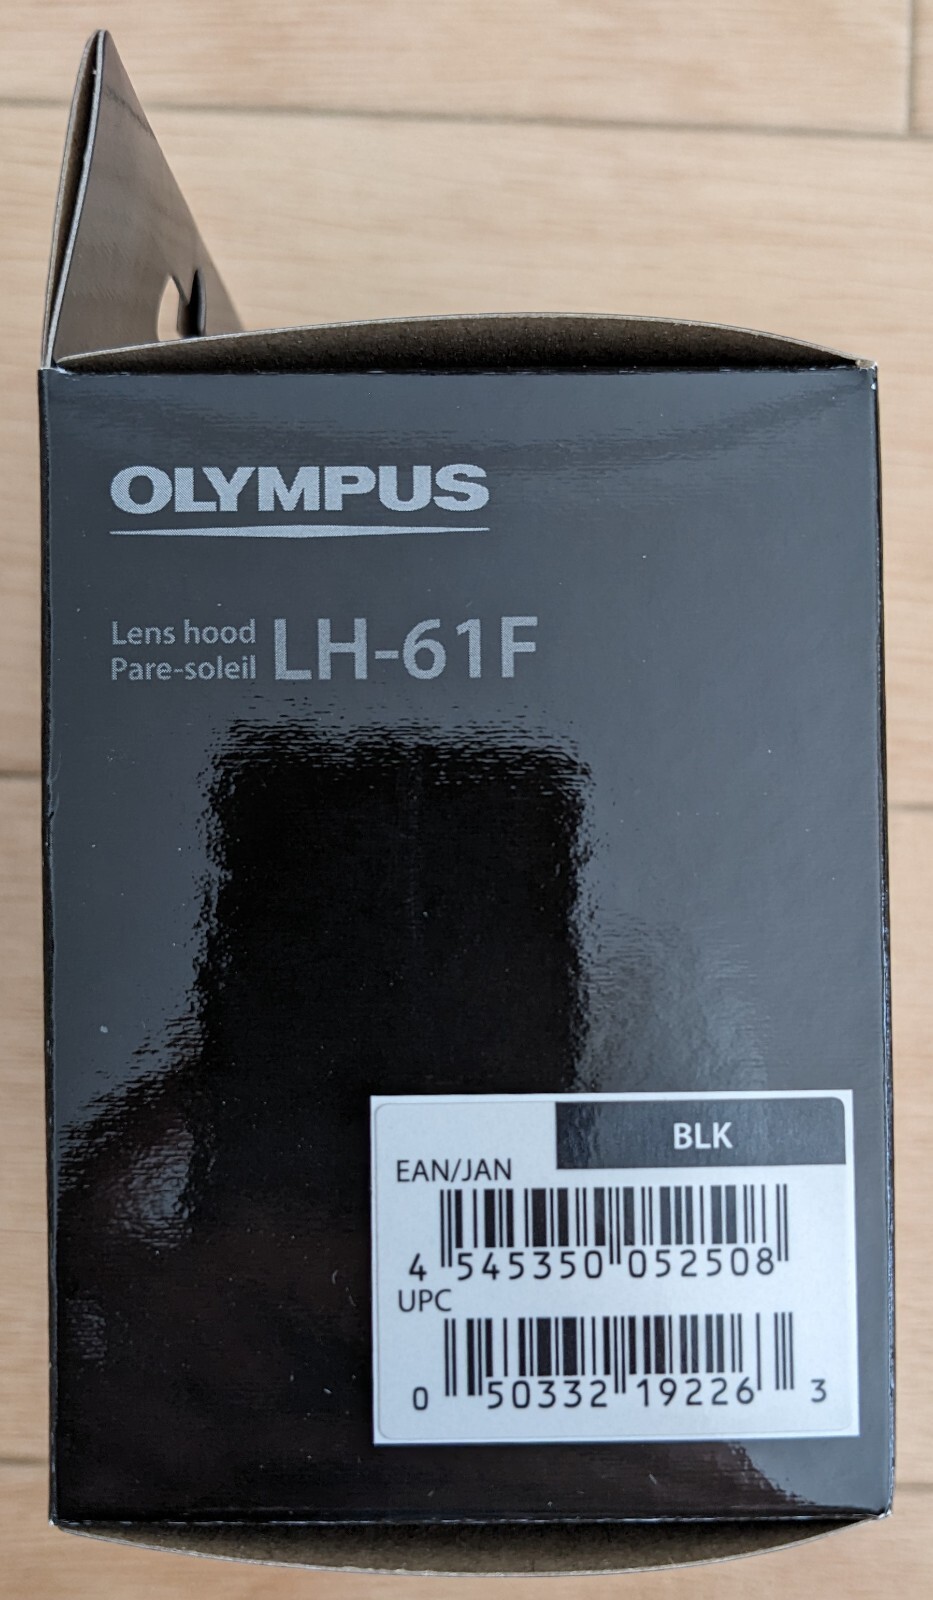 OLYMPUS
Lens hood
Pare-soleil
LH-61F
BLK
EAN/JAN
4 545350 052508
UPC
0 50332 19226 3